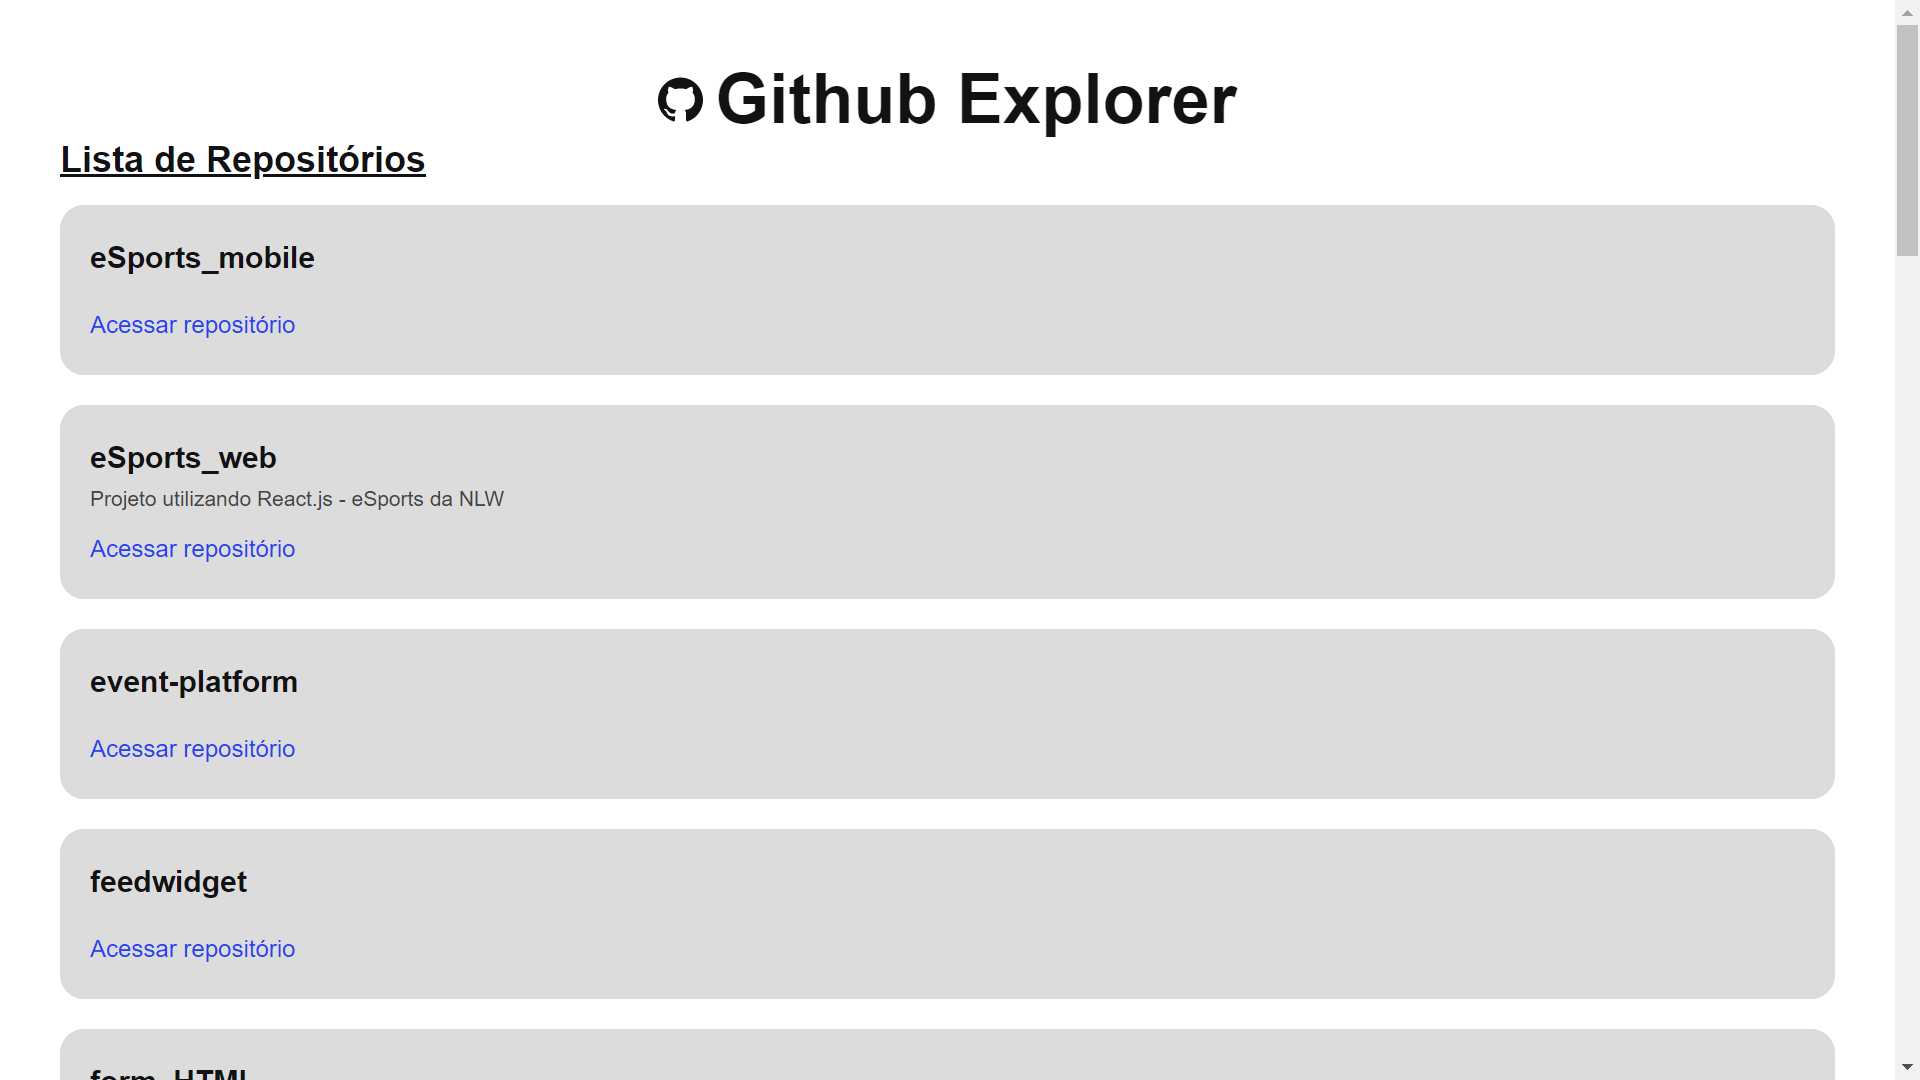 Github Explorer
Lista de Repositórios
eSports_mobile
Acessar repositório
eSports_web
Projeto utilizando React.js - eSports da NLW
Acessar repositório
event-platform
Acessar repositório
feedwidget
Acessar repositório
form_HTML